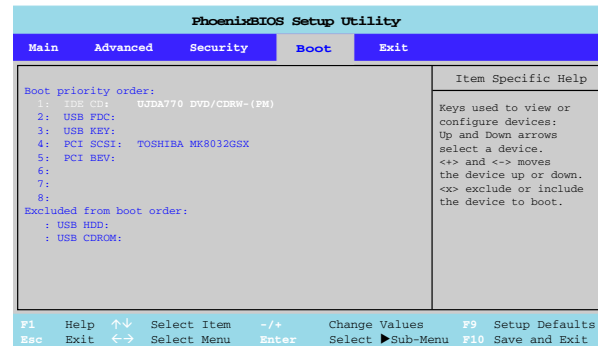 PhoenixBIOS Setup Utility
Main Advanced Security Boot Exit
Item Specific Help
Boot priority order:
1: IDE CD: UJDA770 DVD/CDRW-(PM)
2: USB FDC:
3: USB KEY:
4: PCI SCSI: TOSHIBA MK8032GSX
5: PCI BEV:
6:
7:
8:
Excluded from boot order:
: USB HDD:
: USB CDROM:
Keys used to view or
configure devices:
Up and Down arrows
select a device.
<+> and <-> moves
the device up or down.
<x> exclude or include
the device to boot.
F1 Help ↑↓ Select Item -/+ Change Values F9 Setup Defaults
Esc Exit ←→ Select Menu Enter Select ▶Sub-Menu F10 Save and Exit